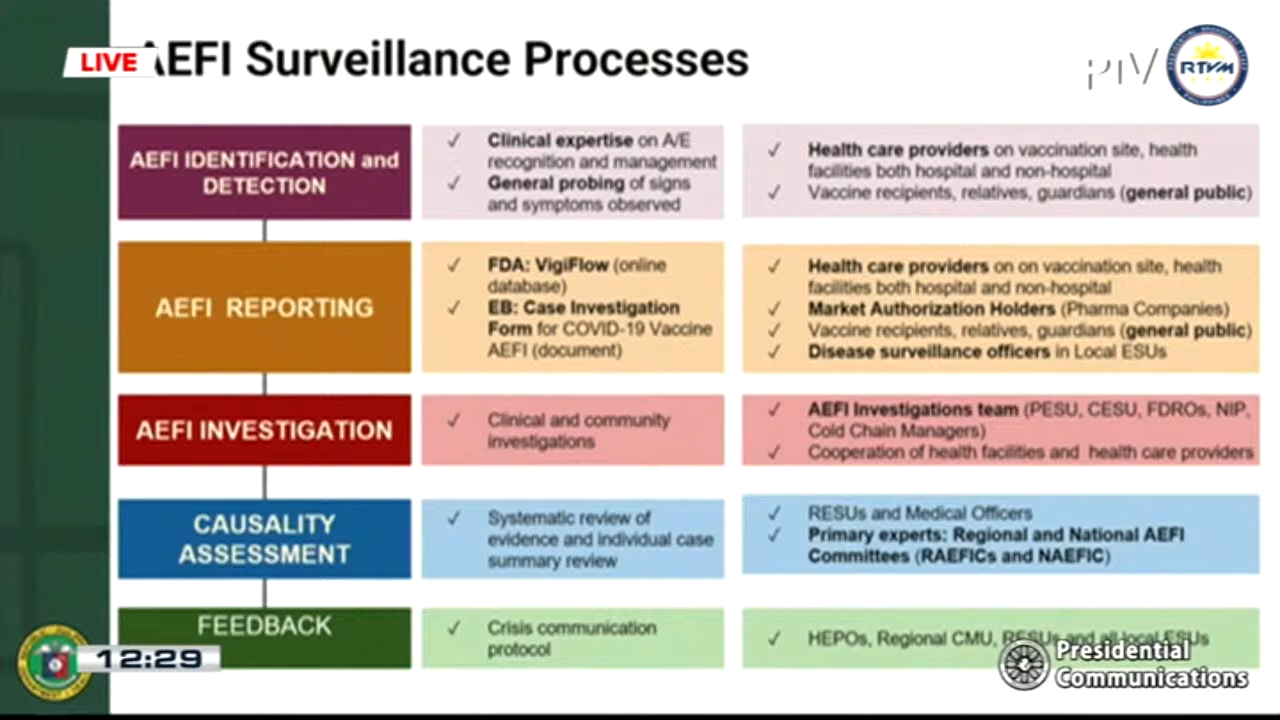 LIVE
AEFI Surveillance Processes
PTV
RTVM
AEFI IDENTIFICATION and
DETECTION
✓ Clinical expertise on A/E
recognition and management
✓ General probing of signs
and symptoms observed
✓ Health care providers on vaccination site, health
facilities both hospital and non-hospital
✓ Vaccine recipients, relatives, guardians (general public)
AEFI REPORTING
✓ FDA: VigiFlow (online
database)
✓ EB: Case Investigation
Form for COVID-19 Vaccine
AEFI (document)
✓ Health care providers on on vaccination site, health
facilities both hospital and non-hospital
✓ Market Authorization Holders (Pharma Companies)
✓ Vaccine recipients, relatives, guardians (general public)
✓ Disease surveillance officers in Local ESUs
AEFI INVESTIGATION
✓ Clinical and community
investigations
✓ AEFI Investigations team (PESU, CESU, FDROs, NIP,
Cold Chain Managers)
✓ Cooperation of health facilities and health care providers
CAUSALITY
ASSESSMENT
✓ Systematic review of
evidence and individual case
summary review
✓ RESUs and Medical Officers
✓ Primary experts: Regional and National AEFI
Committees (RAEFICs and NAEFIC)
FEEDBACK
✓ Crisis communication
protocol
✓ HEPOs, Regional CMU, RESUs and all local ESUs
12:29
Presidential
Communications